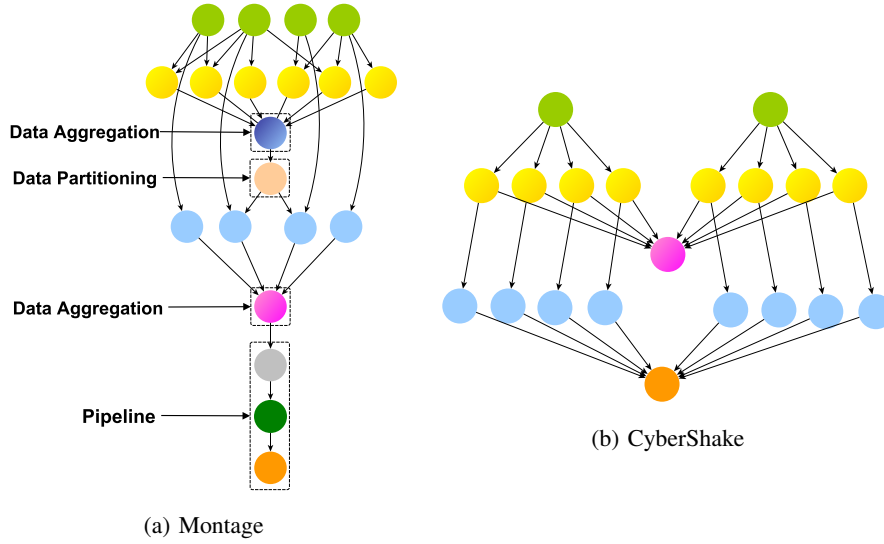 Data Aggregation
Data Partitioning
Data Aggregation
Pipeline
(a) Montage
(b) CyberShake